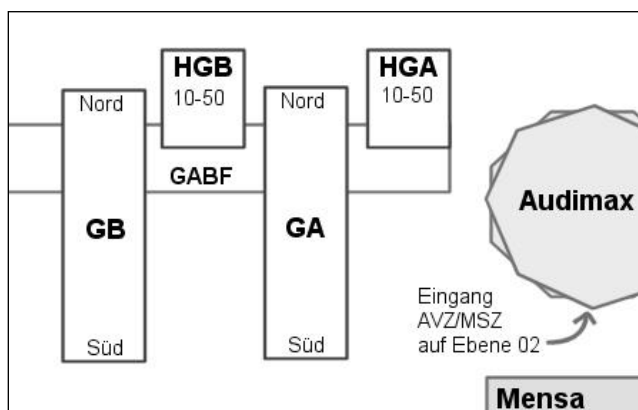 HGB
10-50
HGA
10-50
Nord
Nord
GABF
Audimax
GB
GA
Eingang
AVZ/MSZ
auf Ebene 02
Süd
Süd
Mensa